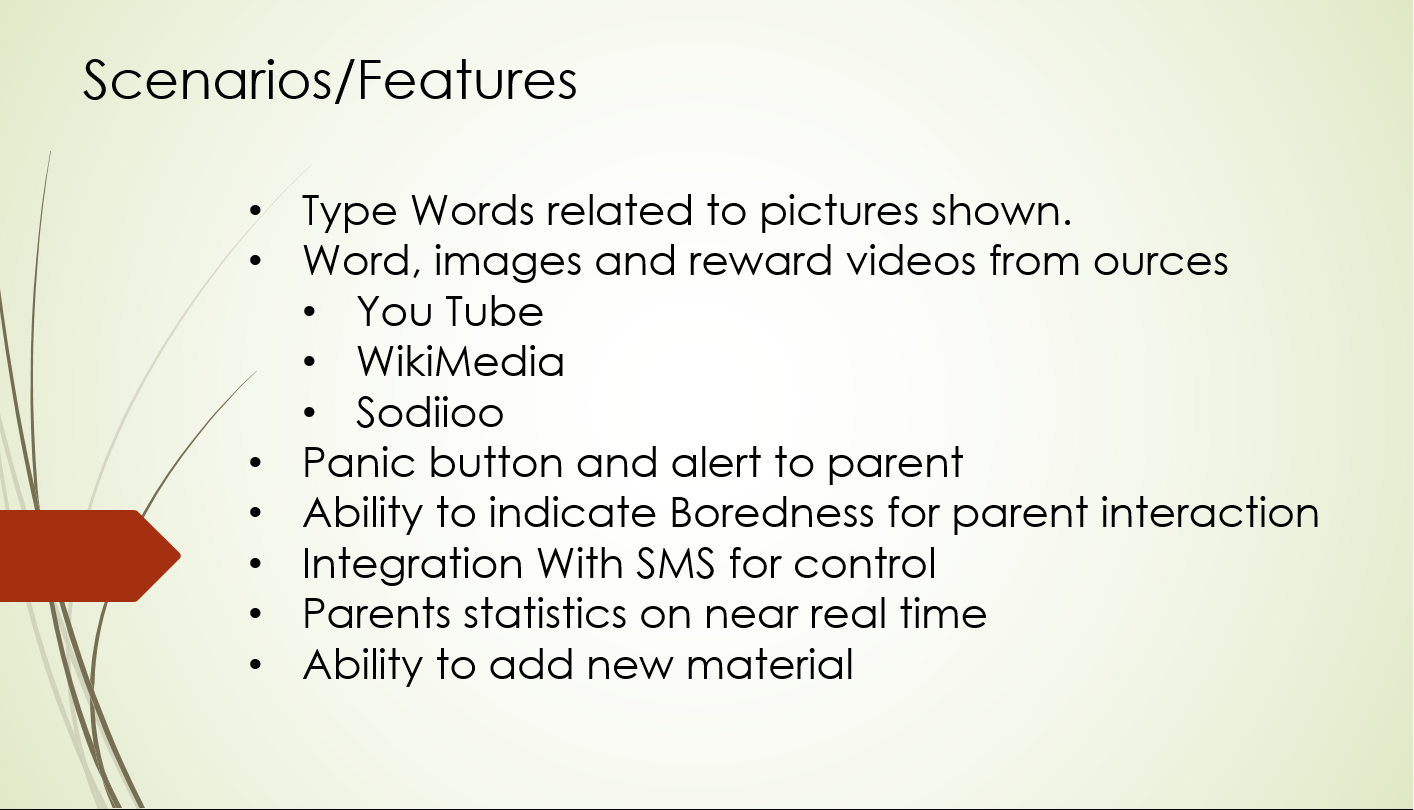 Scenarios/Features
• Type Words related to pictures shown.
• Word, images and reward videos from ources
• You Tube
• WikiMedia
• Sodiioo
• Panic button and alert to parent
• Ability to indicate Boredness for parent interaction
• Integration With SMS for control
• Parents statistics on near real time
• Ability to add new material